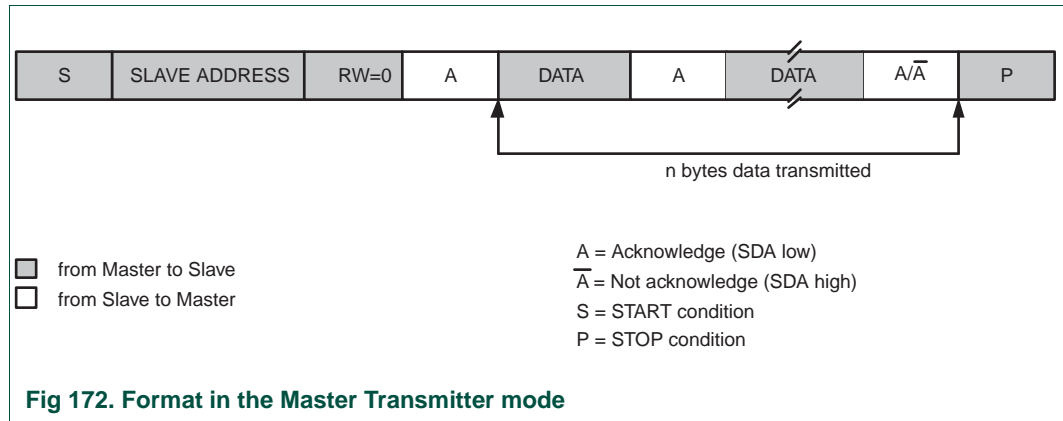 S SLAVE ADDRESS RW=0 A DATA A DATA A/A̅ P
n bytes data transmitted
from Master to Slave
from Slave to Master
A = Acknowledge (SDA low)
A̅ = Not acknowledge (SDA high)
S = START condition
P = STOP condition
Fig 172. Format in the Master Transmitter mode